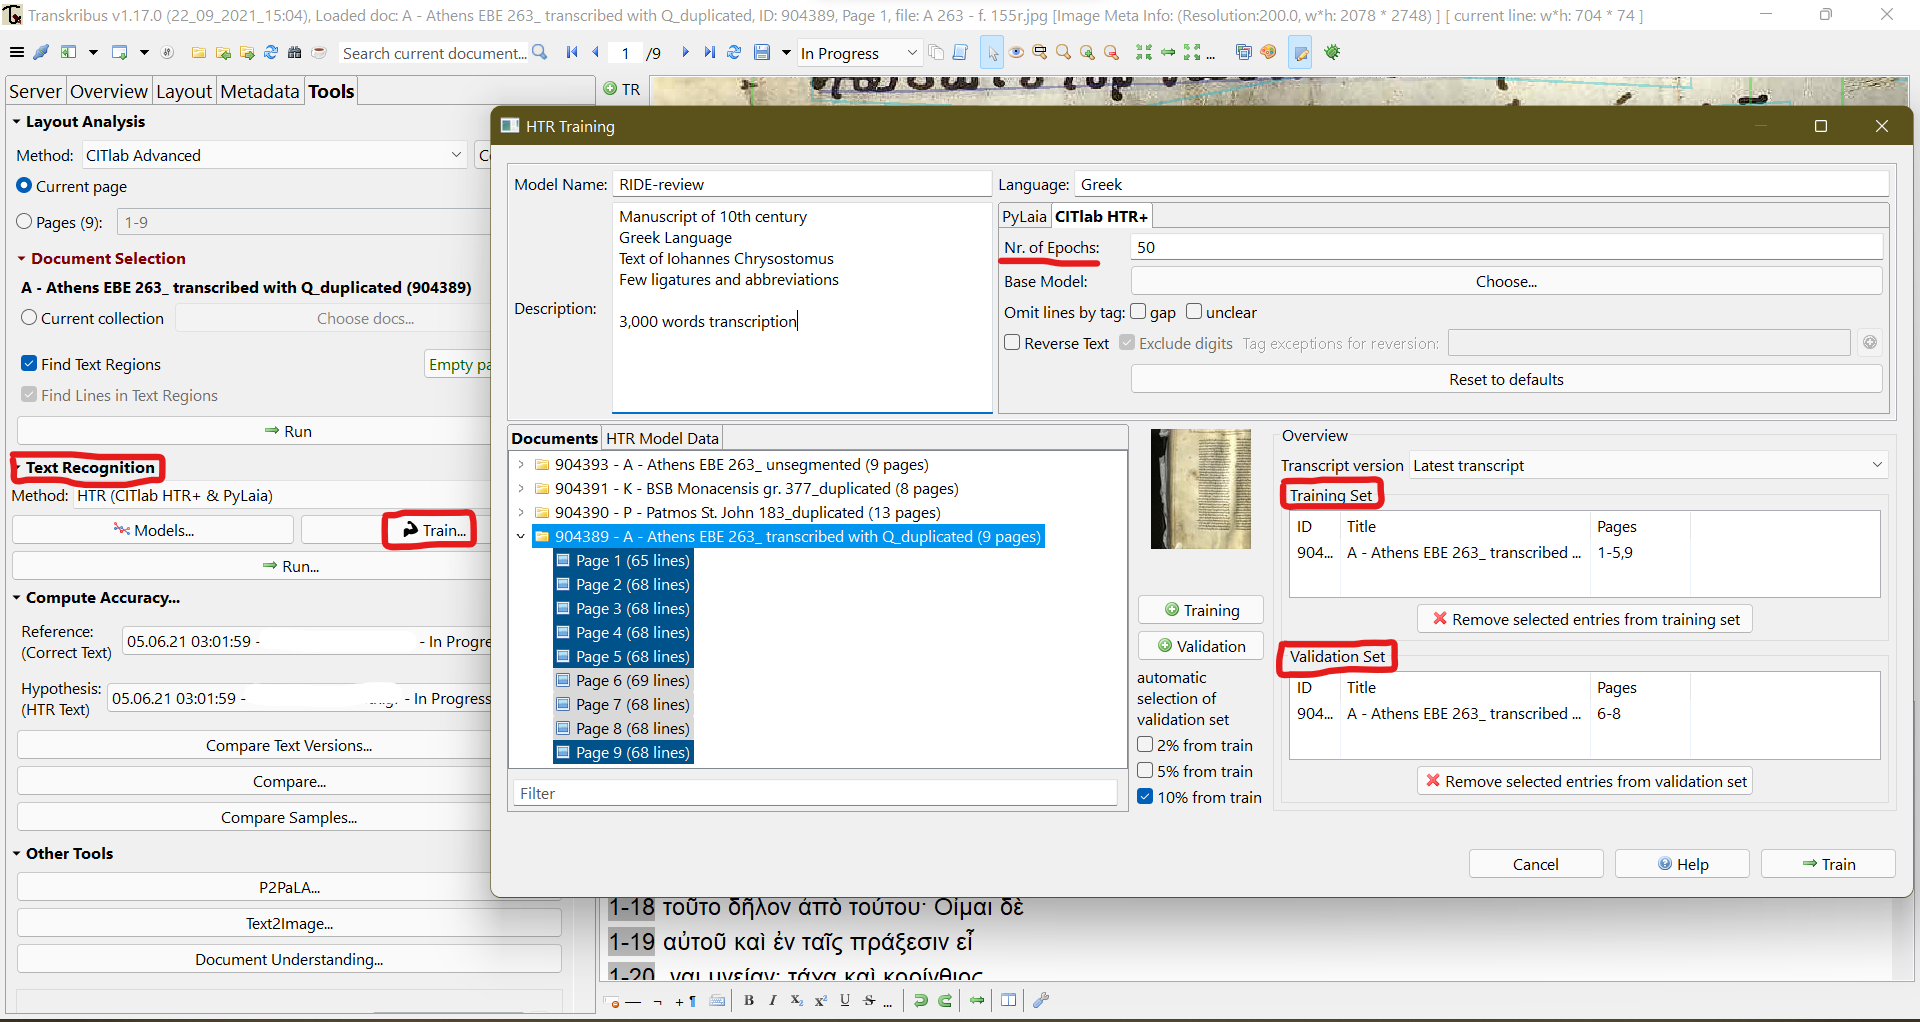 Transkribus v1.17.0 (22_09_2021_15:04), Loaded doc: A - Athens EBE 263_ transcribed with Q_duplicated, ID: 904389, Page 1, file: A 263 - f. 155r.jpg [Image Meta Info: (Resolution:200.0, w*h: 2078 * 2748) ] [ current line: w*h: 704 * 74 ]
Search current document... 1 /9 In Progress ...
Server Overview Layout Metadata Tools
TR
Layout Analysis
Method: CITlab Advanced
Current page
Pages (9): 1-9
Document Selection
A - Athens EBE 263_ transcribed with Q_duplicated (904389)
Current collection Choose docs...
Find Text Regions Empty pa
Find Lines in Text Regions
Run
Text Recognition
Method: HTR (CITlab HTR+ & PyLaia)
Models... Train...
Run...
Compute Accuracy...
Reference: (Correct Text) 05.06.21 03:01:59 - - In Progre
Hypothesis: (HTR Text) 05.06.21 03:01:59 - - In Progress
Compare Text Versions...
Compare...
Compare Samples...
Other Tools
P2PaLA...
Text2Image...
Document Understanding...
HTR Training
Model Name: RIDE-review
Language: Greek
Description:
Manuscript of 10th century
Greek Language
Text of Iohannes Chrysostomus
Few ligatures and abbreviations
3,000 words transcription
PyLaia CITlab HTR+
Nr. of Epochs: 50
Base Model: Choose...
Omit lines by tag: gap unclear
Reverse Text Exclude digits Tag exceptions for reversion:
Reset to defaults
Documents HTR Model Data
904393 - A - Athens EBE 263_ unsegmented (9 pages)
904391 - K - BSB Monacensis gr. 377_duplicated (8 pages)
904390 - P - Patmos St. John 183_duplicated (13 pages)
904389 - A - Athens EBE 263_ transcribed with Q_duplicated (9 pages)
Page 1 (65 lines)
Page 2 (68 lines)
Page 3 (68 lines)
Page 4 (68 lines)
Page 5 (68 lines)
Page 6 (69 lines)
Page 7 (68 lines)
Page 8 (68 lines)
Page 9 (68 lines)
Filter
Training
Validation
automatic
selection of
validation set
2% from train
5% from train
10% from train
Overview
Transcript version Latest transcript
Training Set
ID Title Pages
904... A - Athens EBE 263_ transcribed ... 1-5,9
Remove selected entries from training set
Validation Set
ID Title Pages
904... A - Athens EBE 263_ transcribed ... 6-8
Remove selected entries from validation set
Cancel Help Train
1-18 τοῦτο δῆλον ἀπὸ τούτου· Οἶμαι δὲ
1-19 αὐτοῦ καὶ ἐν ταῖς πράξεσιν εἶ
1-20 ναι μνείαν· τάχα καὶ κορίνθιος
B I X₂ X² U S ...